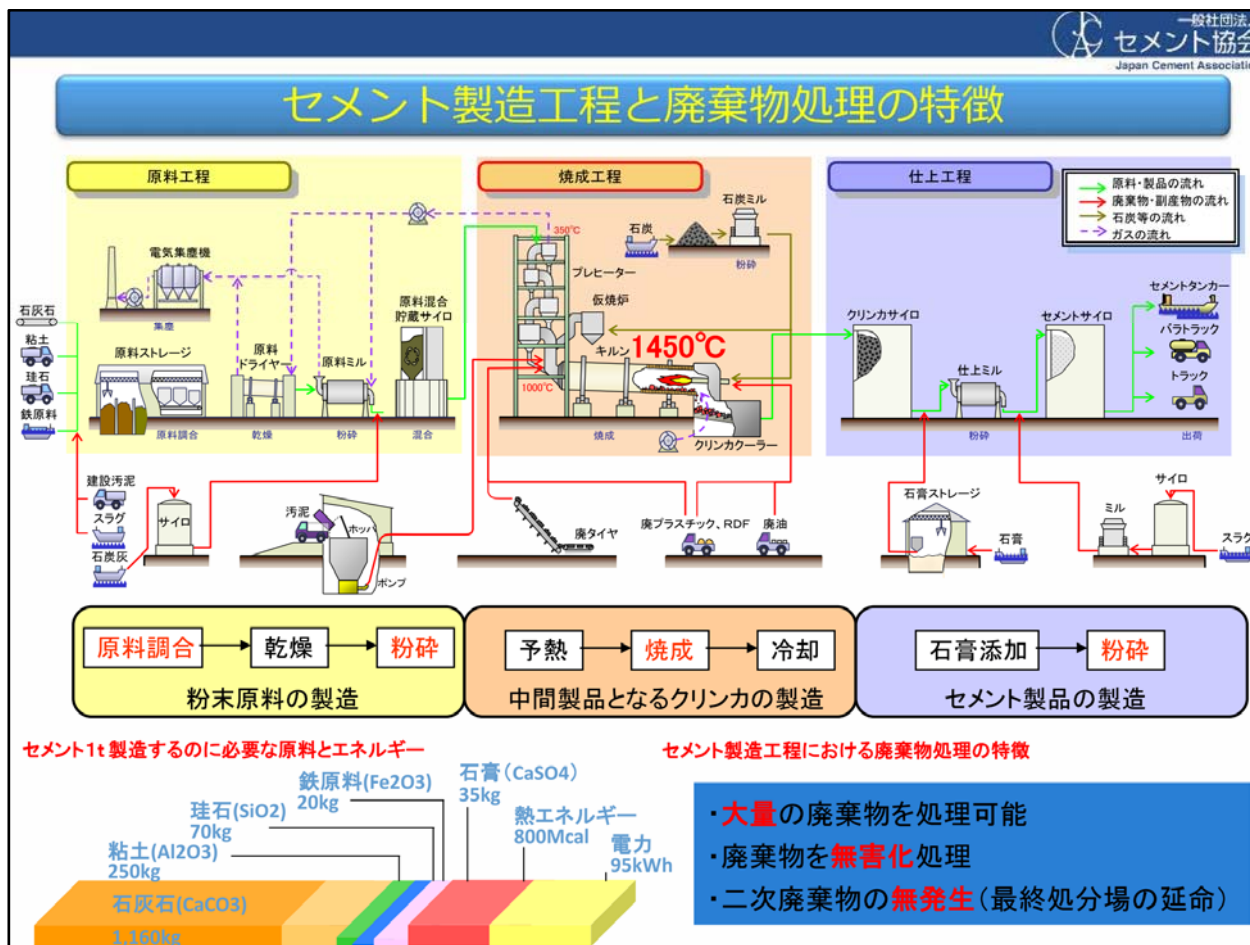 一般社団法
セメント協会
Japan Cement Associati
セメント製造工程と廃棄物処理の特徴
原料工程
焼成工程
仕上工程
原料・製品の流れ
廃棄物・副産物の流れ
石炭等の流れ
ガスの流れ
電気集塵機
集塵
石灰石
粘土
珪石
鉄原料
原料ストレージ
原料調合
原料
ドライヤー
乾燥
原料ミル
粉砕
原料混合
貯蔵サイロ
混合
350℃
プレヒーター
石炭
石炭ミル
粉砕
仮焼炉
キルン
1450℃
1000℃
焼成
クリンカクーラー
クリンカサイロ
仕上ミル
粉砕
セメントサイロ
セメントタンカー
バラトラック
トラック
出荷
建設汚泥
スラグ
石炭灰
サイロ
汚泥
ホッパ
ポンプ
廃タイヤ
廃プラスチック、RDF
廃油
石膏ストレージ
石膏
ミル
サイロ
スラグ
原料調合
乾燥
粉砕
粉末原料の製造
予熱
焼成
冷却
中間製品となるクリンカの製造
石膏添加
粉砕
セメント製品の製造
セメント1t製造するのに必要な原料とエネルギー
石灰石(CaCO3)
1,160kg
粘土(Al2O3)
250kg
珪石(SiO2)
70kg
鉄原料(Fe2O3)
20kg
石膏(CaSO4)
35kg
熱エネルギー
800Mcal
電力
95kWh
セメント製造工程における廃棄物処理の特徴
・大量の廃棄物を処理可能
・廃棄物を無害化処理
・二次廃棄物の無発生(最終処分場の延命)